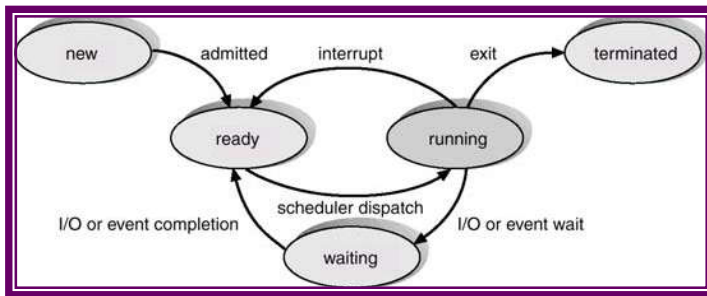 new
admitted
interrupt
exit
terminated
ready
running
scheduler dispatch
I/O or event completion
I/O or event wait
waiting